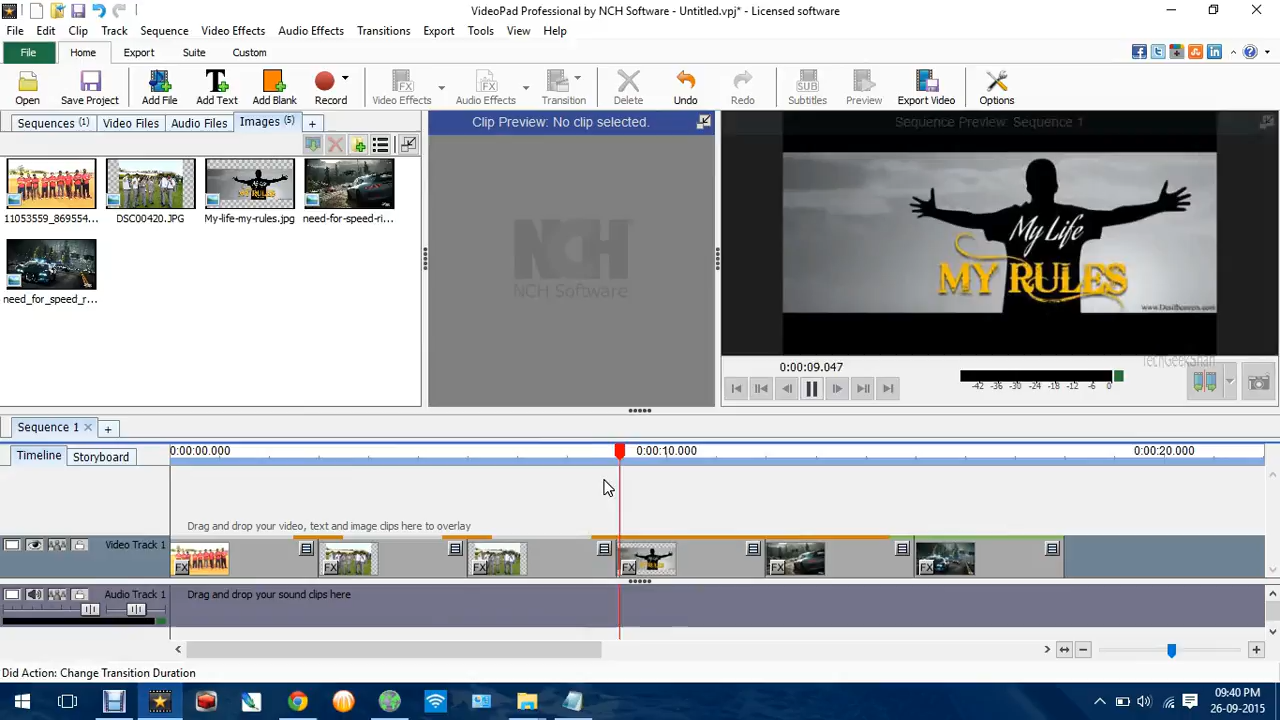 VideoPad Professional by NCH Software - Untitled.vpj* - Licensed software
File Edit Clip Track Sequence Video Effects Audio Effects Transitions Export Tools View Help
File Home Export Suite Custom
Open Save Project Add File Add Text Add Blank Record Video Effects Audio Effects Transition Delete Undo Redo Subtitles Preview Export Video Options
Sequences (1) Video Files Audio Files Images (5) +
Clip Preview: No clip selected.
Sequence Preview: Sequence 1
11053559_869554... DSC00420.JPG My-life-my-rules.jpg need-for-speed-ri...
need_for_speed_r...
NCH
NCH Software
My Life
MY RULES
TechGeekShan
0:00:09.047
-42 -36 -30 -24 -18 -12 -6 0
Sequence 1
Timeline Storyboard
0:00:00.000 0:00:10.000 0:00:20.000
Drag and drop your video, text and image clips here to overlay
Video Track 1
FX FX FX FX FX FX
Audio Track 1 Drag and drop your sound clips here
Did Action: Change Transition Duration
09:40 PM
26-09-2015